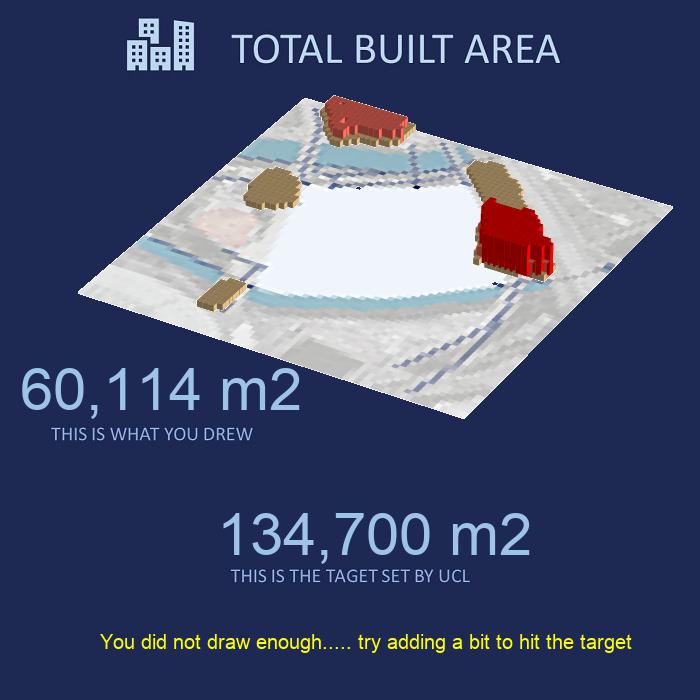 TOTAL BUILT AREA
60,114 m2
THIS IS WHAT YOU DREW
134,700 m2
THIS IS THE TAGET SET BY UCL
You did not draw enough..... try adding a bit to hit the target